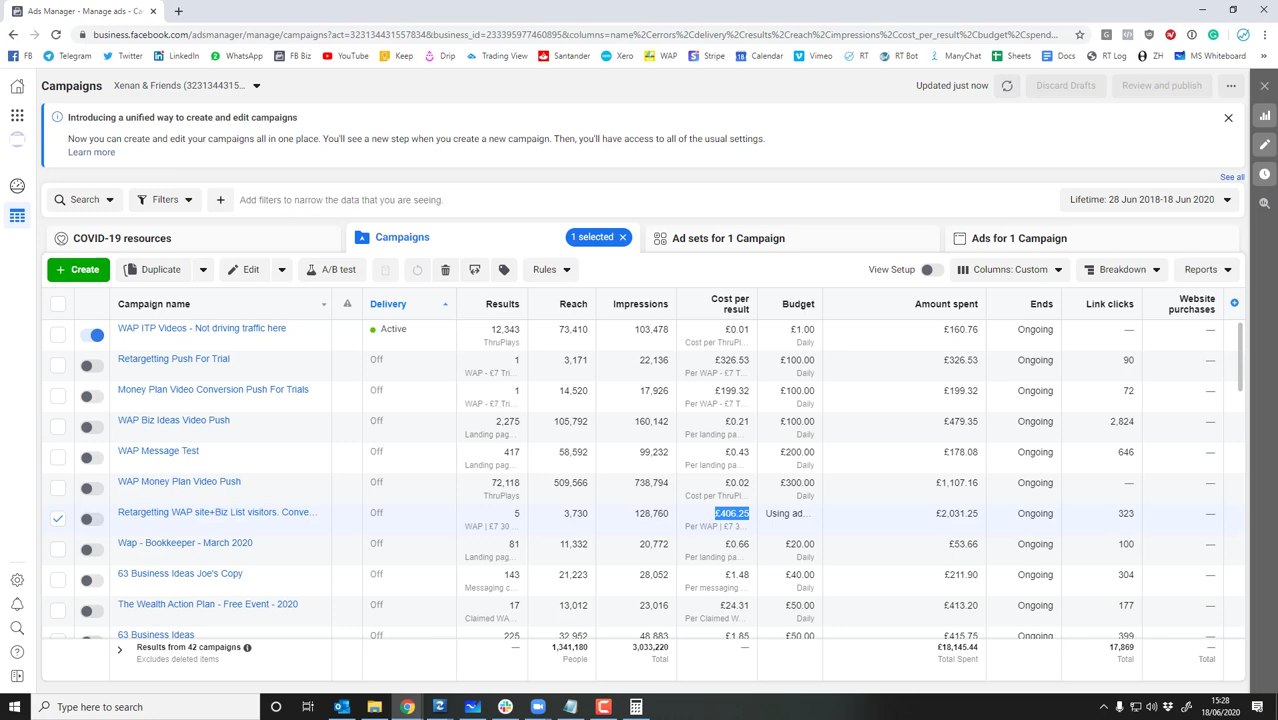 Ads Manager - Manage ads - Ca
business.facebook.com/adsmanager/manage/campaigns?act=323134431557834&business_id=233395977460895&columns=name%2Cerrors%2Cdelivery%2Cresults%2Creach%2Cimpressions%2Ccost_per_result%2Cbudget%2Cspend...
FB Telegram Twitter LinkedIn WhatsApp FB Biz YouTube Keep Drip Trading View Santander Xero WAP Stripe Calendar Vimeo RT RT Bot ManyChat Sheets Docs RT Log ZH MS Whiteboard »
Campaigns Xenan & Friends (3231344315... Updated just now Discard Drafts Review and publish ...
Introducing a unified way to create and edit campaigns
Now you can create and edit your campaigns all in one place. You'll see a new step when you create a new campaign. Then, you'll have access to all of the usual settings.
Learn more
See all
Search Filters + Add filters to narrow the data that you are seeing. Lifetime: 28 Jun 2018-18 Jun 2020
COVID-19 resources Campaigns 1 selected Ad sets for 1 Campaign Ads for 1 Campaign
+ Create Duplicate Edit A/B test Rules View Setup Columns: Custom Breakdown Reports
Campaign name Delivery Results Reach Impressions Cost per result Budget Amount spent Ends Link clicks Website purchases
WAP ITP Videos - Not driving traffic here Active 12,343 73,410 103,478 £0.01 £1.00 £160.76 Ongoing — —
ThruPlays Cost per ThruPl... Daily
Retargetting Push For Trial Off 1 3,171 22,136 £326.53 £100.00 £326.53 Ongoing 90 —
WAP - £7 Tri... Per WAP - £7 T... Daily
Money Plan Video Conversion Push For Trials Off 1 14,520 17,926 £199.32 £100.00 £199.32 Ongoing 72 —
WAP - £7 Tri... Per WAP - £7 T... Daily
WAP Biz Ideas Video Push Off 2,275 105,792 160,142 £0.21 £100.00 £479.35 Ongoing 2,824 —
Landing pag... Per landing pa... Daily
WAP Message Test Off 417 58,592 99,232 £0.43 £200.00 £178.08 Ongoing 646 —
Landing pag... Per landing pa... Daily
WAP Money Plan Video Push Off 72,118 509,566 738,794 £0.02 £300.00 £1,107.16 Ongoing — —
ThruPlays Cost per ThruPl... Daily
Retargetting WAP site+Biz List visitors. Conve... Off 5 3,730 128,760 £406.25 Using ad... £2,031.25 Ongoing 323 —
WAP | £7 30 ... Per WAP | £7 3...
Wap - Bookkeeper - March 2020 Off 81 11,332 20,772 £0.66 £20.00 £53.66 Ongoing 100 —
Landing pag... Per landing pa... Daily
63 Business Ideas Joe's Copy Off 143 21,223 28,052 £1.48 £40.00 £211.90 Ongoing 304 —
Messaging c... Per messaging ... Daily
The Wealth Action Plan - Free Event - 2020 Off 17 13,012 23,016 £24.31 £50.00 £413.20 Ongoing 177 —
Claimed WA... Per Claimed W... Daily
63 Business Ideas Off 225 32,952 48,883 £1.85 £50.00 £415.75 Ongoing 399 —
Results from 42 campaigns — 1,341,180 3,033,220 — £18,145.44 17,869 —
Excludes deleted items People Total Total Spent Total Total
Type here to search
15:28
18/06/2020